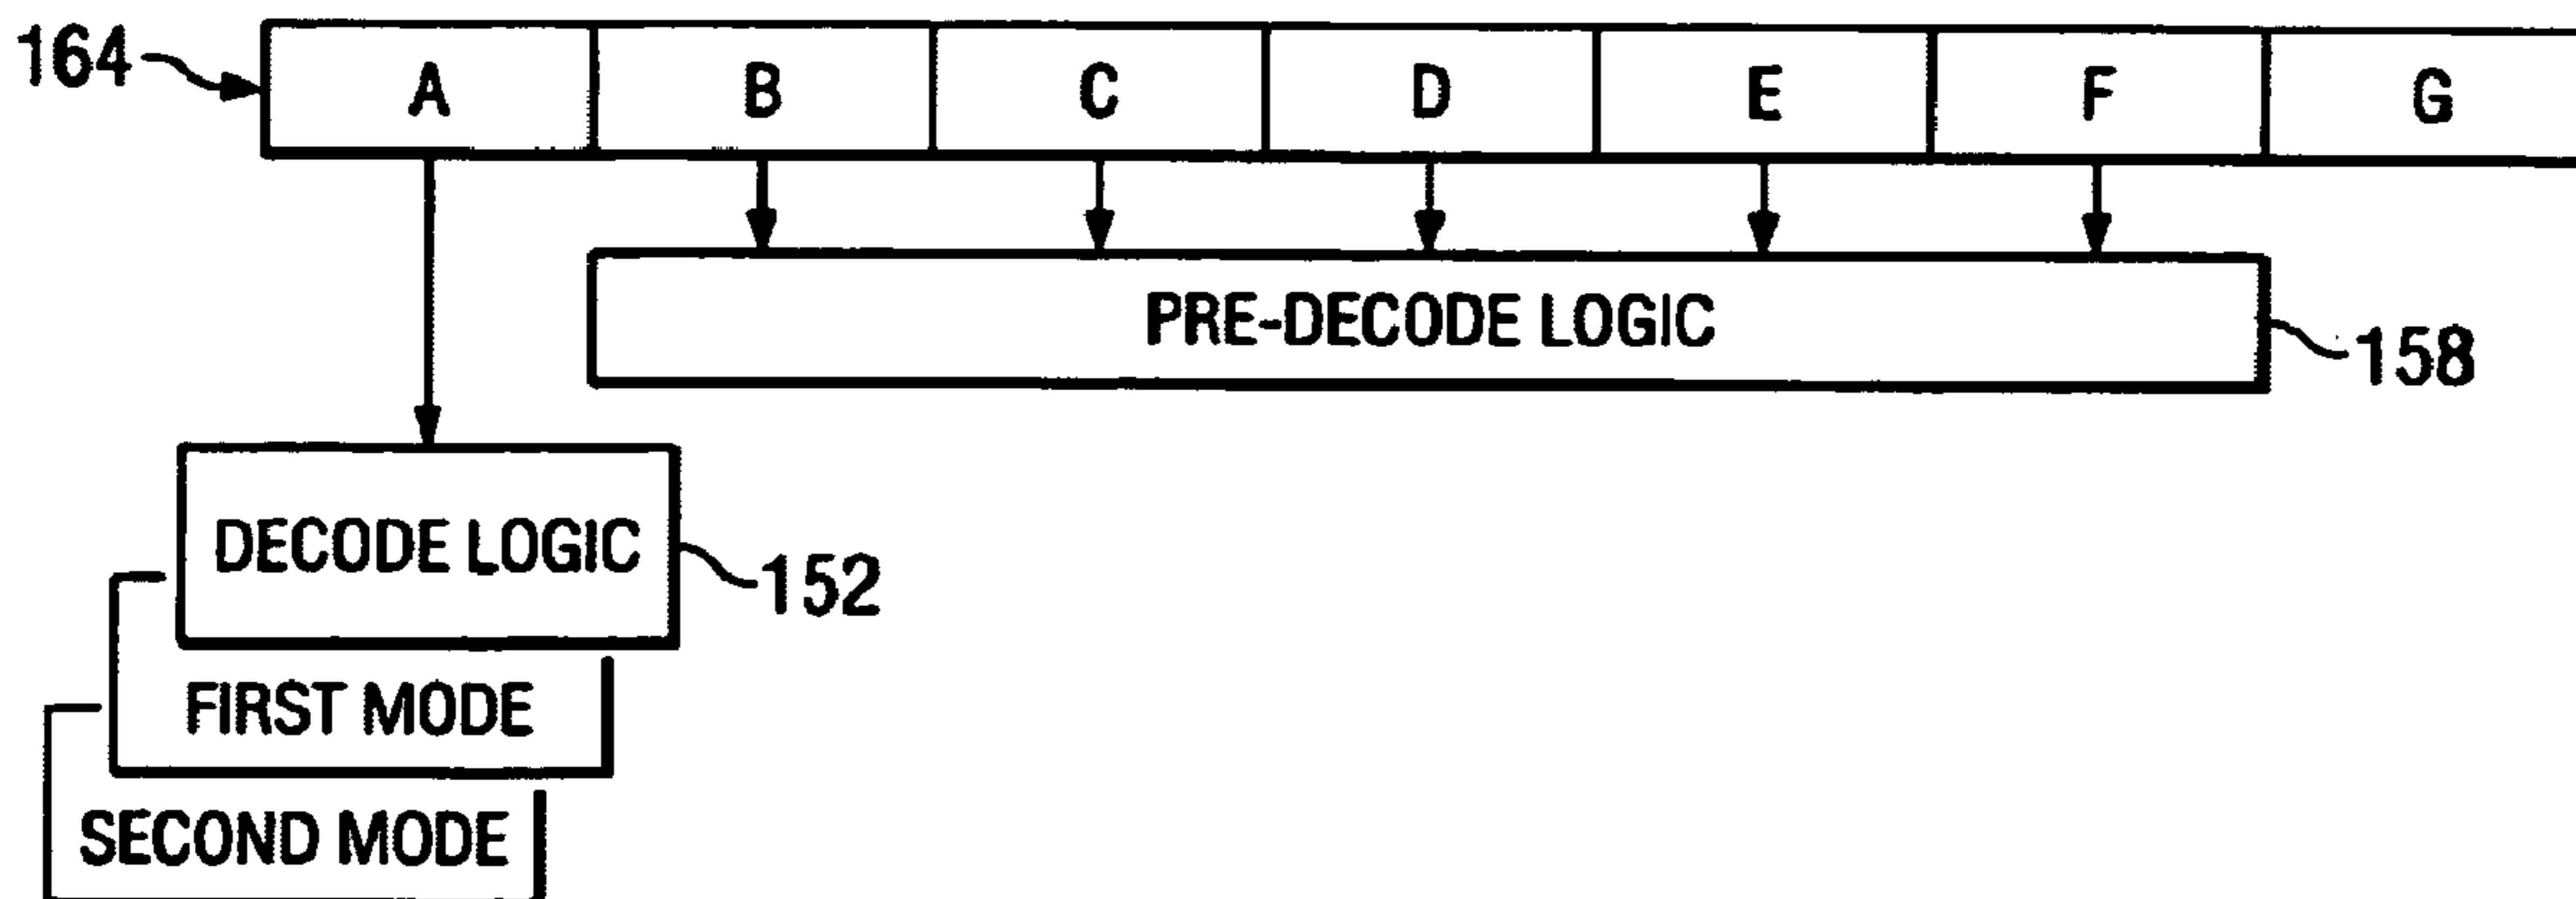 164 A B C D E F G
PRE-DECODE LOGIC
158
DECODE LOGIC
152
FIRST MODE
SECOND MODE